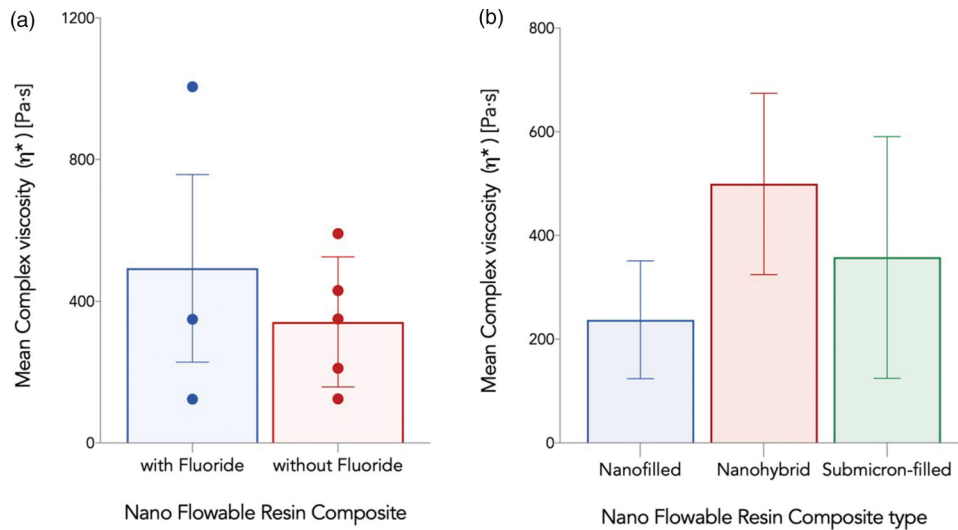 (a)
1200
800
400
0
Mean Complex viscosity (η*) [Pa·s]
with Fluoride
without Fluoride
Nano Flowable Resin Composite
(b)
800
600
400
200
0
Mean Complex viscosity (η*) [Pa·s]
Nanofilled
Nanohybrid
Submicron-filled
Nano Flowable Resin Composite type